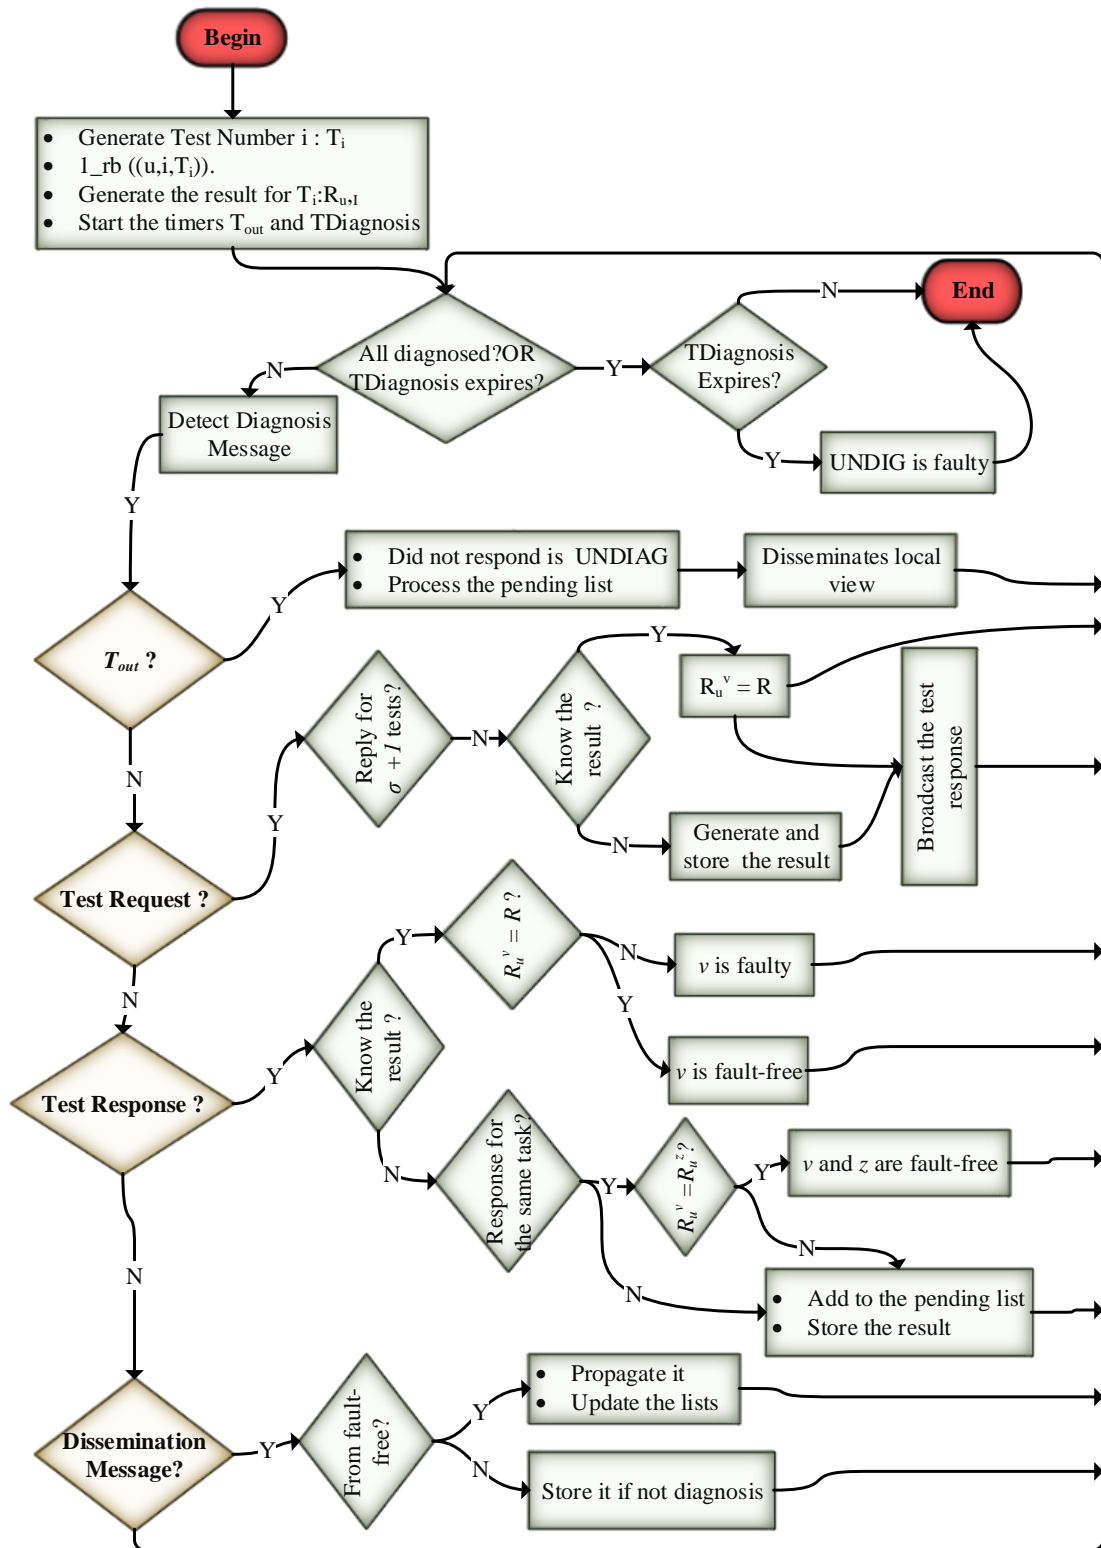 Begin
• Generate Test Number i : Ti
• 1_rb ((u,i,Ti)).
• Generate the result for Ti:Ru,I
• Start the timers Tout and TDiagnosis
N
End
All diagnosed?OR
TDiagnosis expires?
Y
TDiagnosis
Expires?
N
Detect Diagnosis
Message
Y
UNDIG is faulty
Y
• Did not respond is UNDIAG
• Process the pending list
Disseminates local
view
Y
Tout ?
Y
Ru^v = R
Reply for
σ + 1 tests?
N
Know the
result ?
Broadcast the test
response
N
Y
N
Generate and
store the result
Test Request ?
Y
Ru^v = R ?
N
v is faulty
N
Y
Know the
result ?
v is fault-free
Test Response ?
Y
N
Response for
the same task?
Y
Ru^v = Ru^z ?
Y
v and z are fault-free
N
N
N
• Add to the pending list
• Store the result
• Propagate it
• Update the lists
Y
Dissemination
Message?
Y
From fault-
free?
N
Store it if not diagnosis